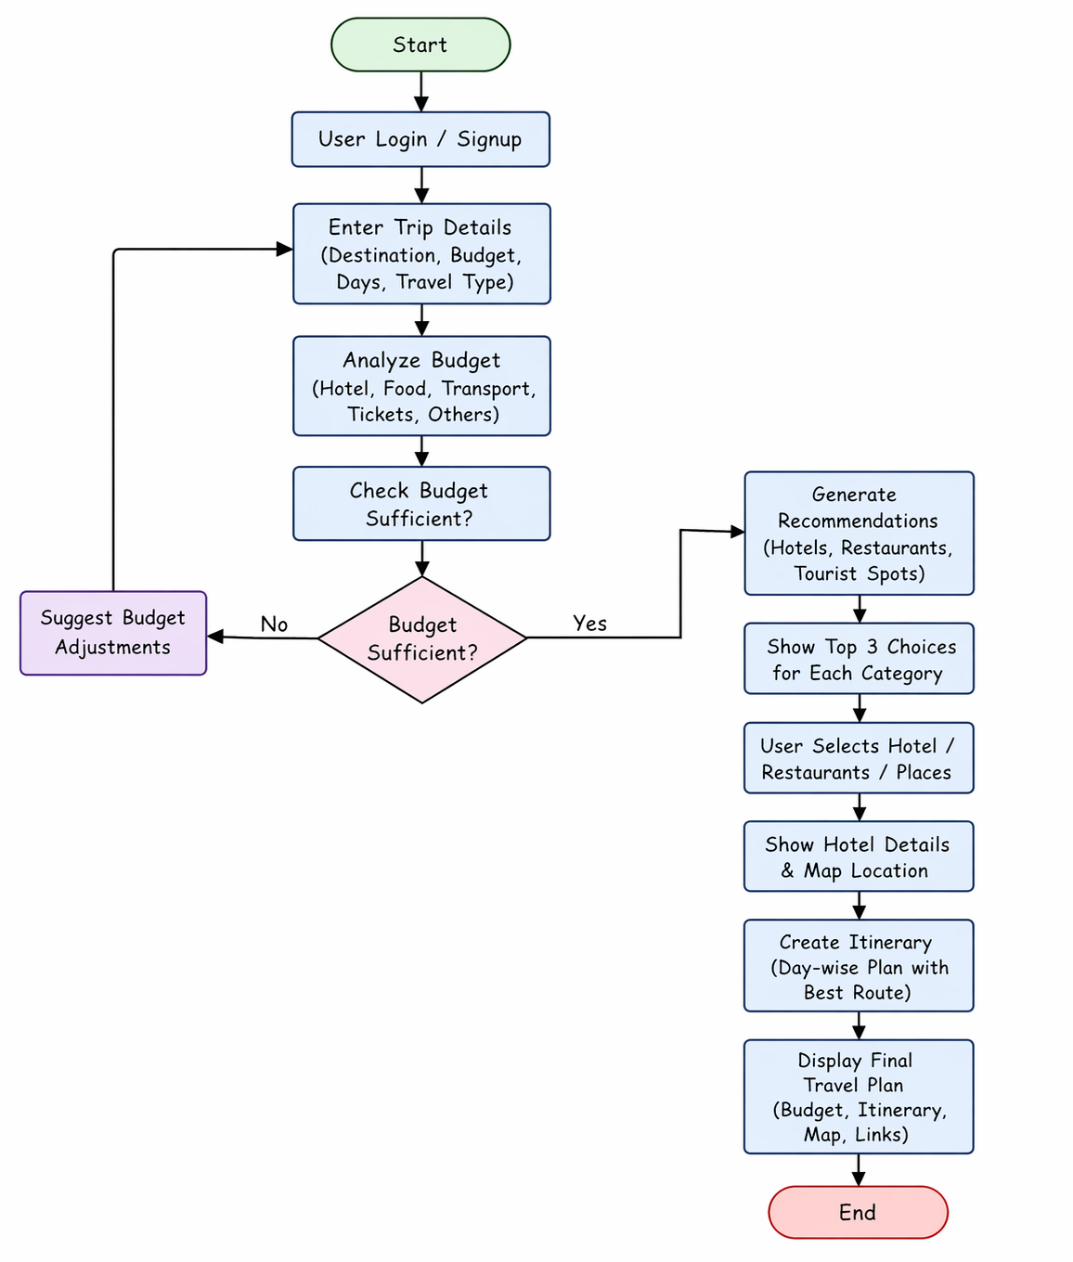 Start
User Login / Signup
Enter Trip Details
(Destination, Budget,
Days, Travel Type)
Analyze Budget
(Hotel, Food, Transport,
Tickets, Others)
Check Budget
Sufficient?
Budget
Sufficient?
No
Yes
Suggest Budget
Adjustments
Generate
Recommendations
(Hotels, Restaurants,
Tourist Spots)
Show Top 3 Choices
for Each Category
User Selects Hotel /
Restaurants / Places
Show Hotel Details
& Map Location
Create Itinerary
(Day-wise Plan with
Best Route)
Display Final
Travel Plan
(Budget, Itinerary,
Map, Links)
End